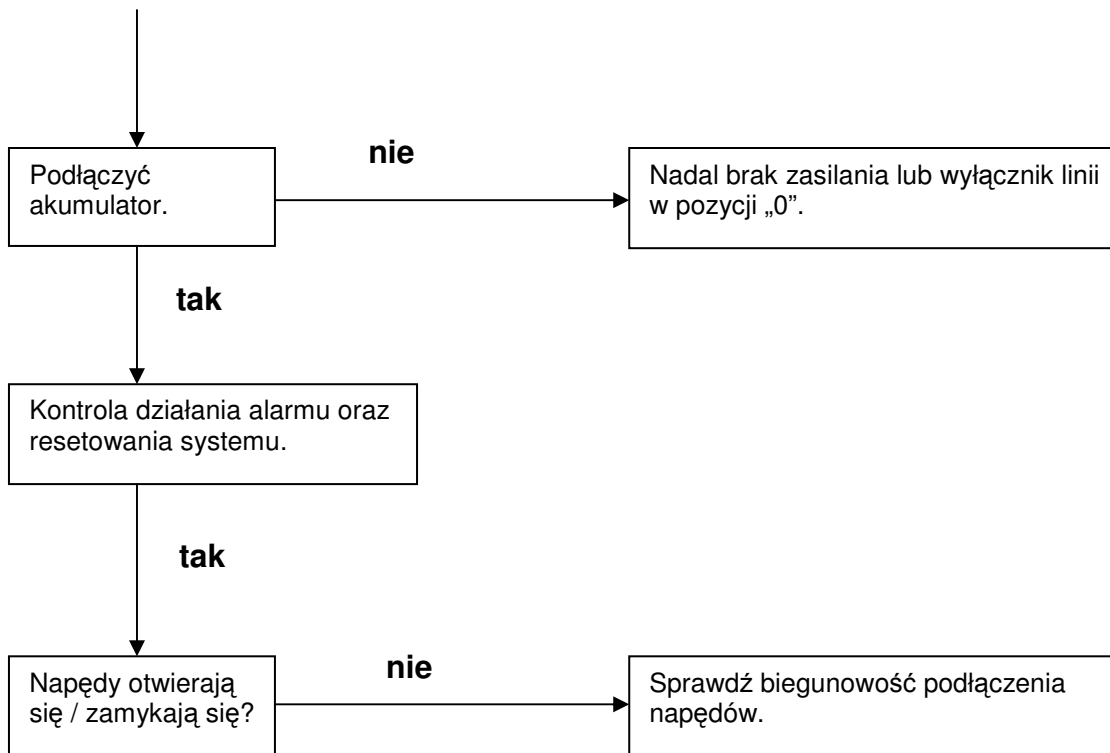 nie
Podłączyć
akumulator.
Nadal brak zasilania lub wyłącznik linii
w pozycji „0”.
tak
Kontrola działania alarmu oraz
resetowania systemu.
tak
nie
Napędy otwierają
się / zamykają się?
Sprawdź biegunowość podłączenia
napędów.